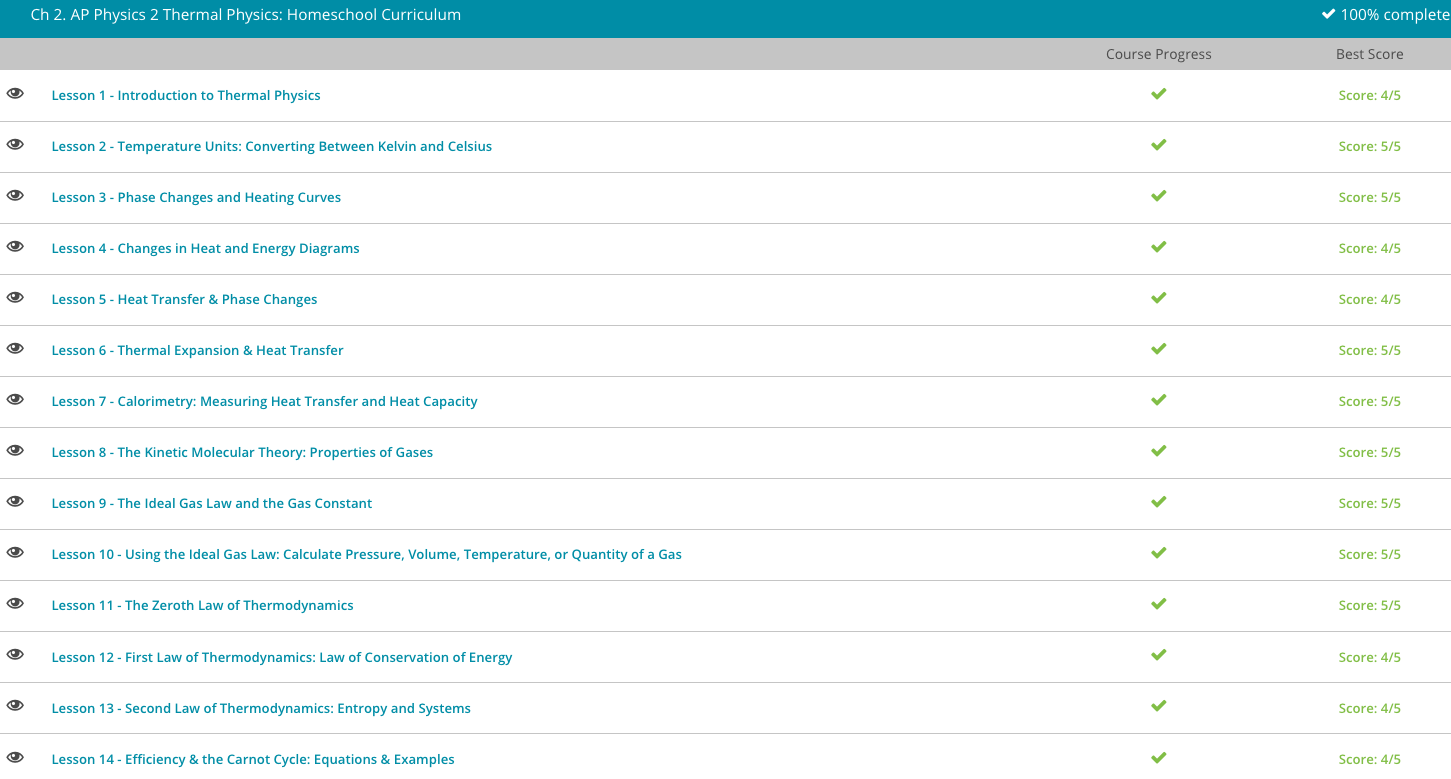 Ch 2. AP Physics 2 Thermal Physics: Homeschool Curriculum 100% complete
Course Progress Best Score
Lesson 1 - Introduction to Thermal Physics Score: 4/5
Lesson 2 - Temperature Units: Converting Between Kelvin and Celsius Score: 5/5
Lesson 3 - Phase Changes and Heating Curves Score: 5/5
Lesson 4 - Changes in Heat and Energy Diagrams Score: 4/5
Lesson 5 - Heat Transfer & Phase Changes Score: 4/5
Lesson 6 - Thermal Expansion & Heat Transfer Score: 5/5
Lesson 7 - Calorimetry: Measuring Heat Transfer and Heat Capacity Score: 5/5
Lesson 8 - The Kinetic Molecular Theory: Properties of Gases Score: 5/5
Lesson 9 - The Ideal Gas Law and the Gas Constant Score: 5/5
Lesson 10 - Using the Ideal Gas Law: Calculate Pressure, Volume, Temperature, or Quantity of a Gas Score: 5/5
Lesson 11 - The Zeroth Law of Thermodynamics Score: 5/5
Lesson 12 - First Law of Thermodynamics: Law of Conservation of Energy Score: 4/5
Lesson 13 - Second Law of Thermodynamics: Entropy and Systems Score: 4/5
Lesson 14 - Efficiency & the Carnot Cycle: Equations & Examples Score: 4/5